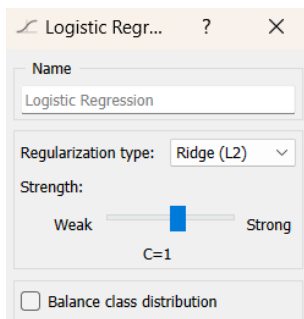 Logistic Regr... ? ×
Name
Logistic Regression
Regularization type: Ridge (L2)
Strength:
Weak Strong
C=1
Balance class distribution